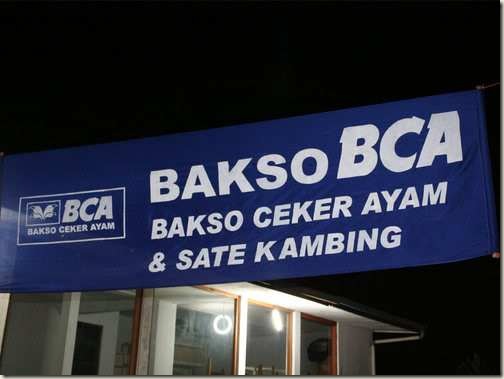 BCA
BAKSO CEKER AYAM
BAKSO BCA
BAKSO CEKER AYAM
& SATE KAMBING